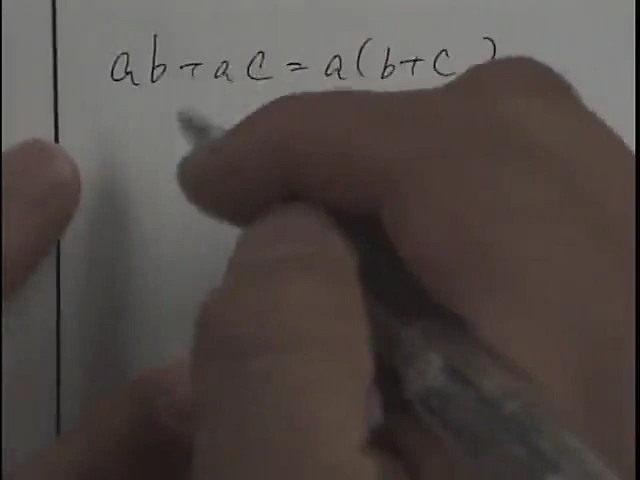 ab + ac = a(b+c)